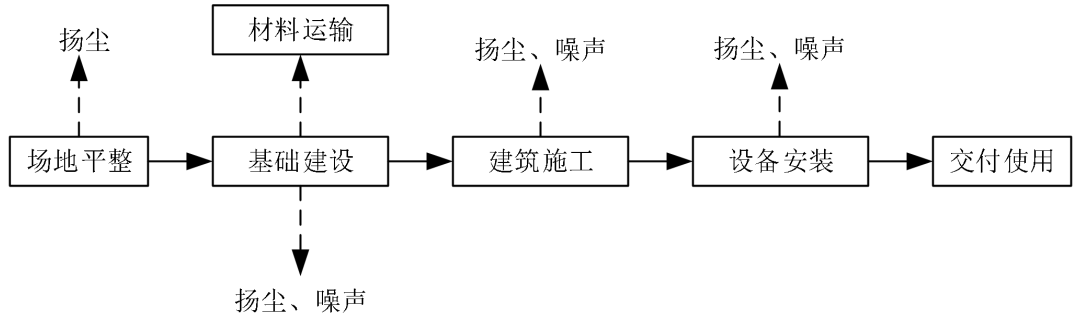 材料运输
扬尘
扬尘、噪声
扬尘、噪声
场地平整
基础建设
建筑施工
设备安装
交付使用
扬尘、噪声